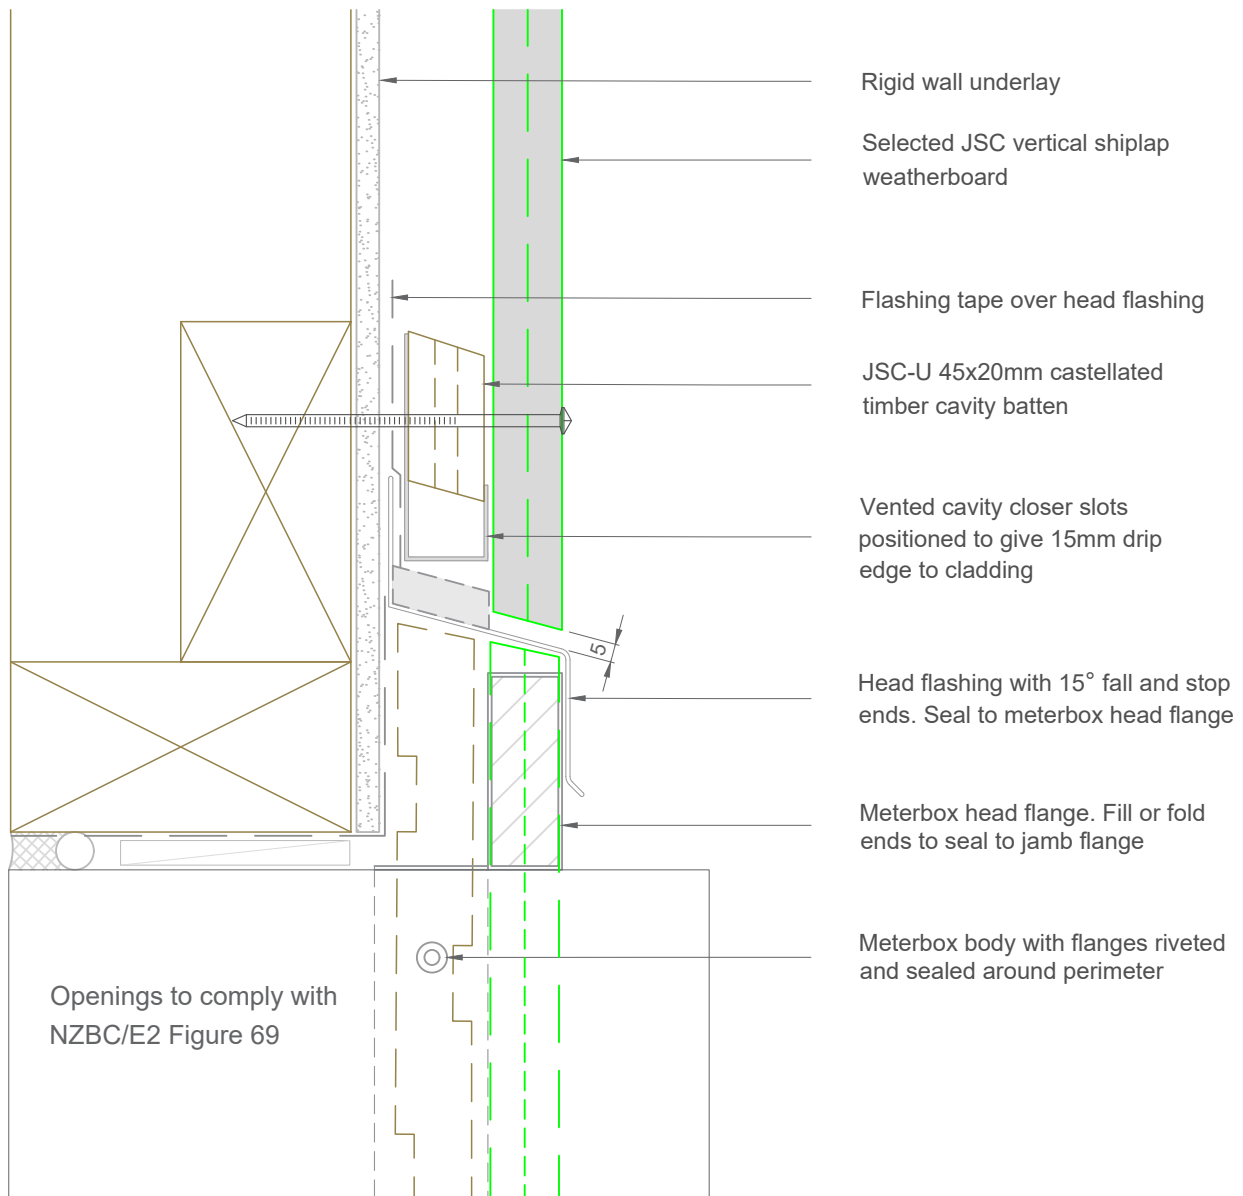 Rigid wall underlay
Selected JSC vertical shiplap
weatherboard
Flashing tape over head flashing
JSC-U 45x20mm castellated
timber cavity batten
Vented cavity closer slots
positioned to give 15mm drip
edge to cladding
5
Head flashing with 15° fall and stop
ends. Seal to meterbox head flange
Meterbox head flange. Fill or fold
ends to seal to jamb flange
Meterbox body with flanges riveted
and sealed around perimeter
Openings to comply with
NZBC/E2 Figure 69